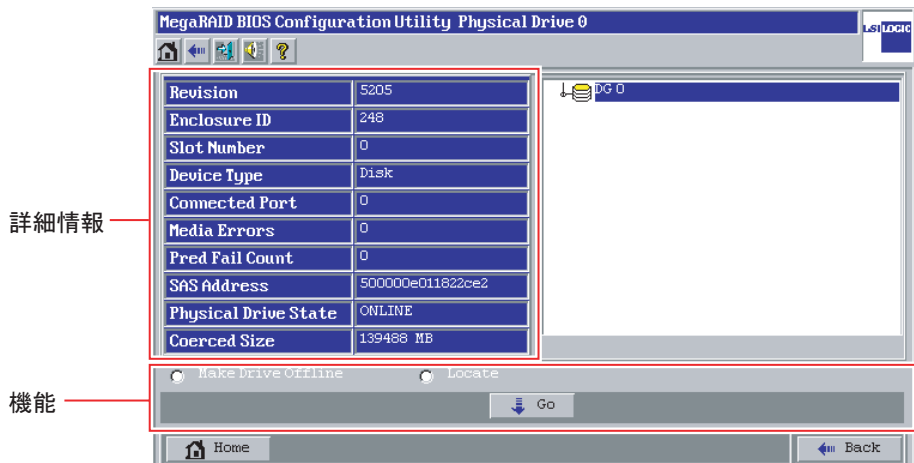 MegaRAID BIOS Configuration Utility Physical Drive 0
LSI LOGIC
Revision 5205
Enclosure ID 248
Slot Number 0
Device Type Disk
Connected Port 0
Media Errors 0
Pred Fail Count 0
SAS Address 500000e011822ce2
Physical Drive State ONLINE
Coerced Size 139488 MB
DG 0
詳細情報
Make Drive Offline Locate
機能
Go
Home Back